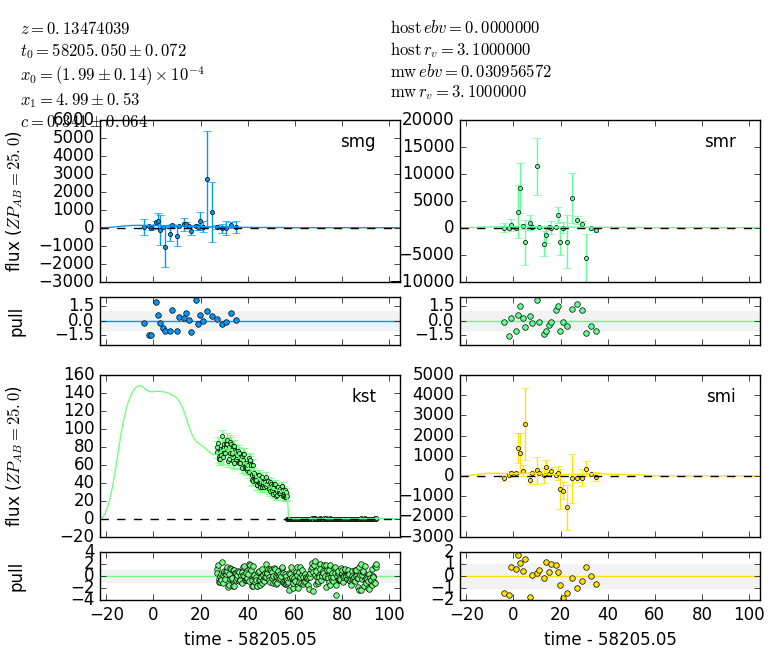 z = 0.13474039
t0 = 58205.050 ± 0.072
x0 = (1.99 ± 0.14) × 10^-4
x1 = 4.99 ± 0.53
c = 0.341 ± 0.064
host ebv = 0.0000000
host r_v = 3.1000000
mw ebv = 0.030956572
mw r_v = 3.1000000
flux (ZP_AB = 25.0)
6000
5000
4000
3000
2000
1000
0
−1000
−2000
−3000
smg
20000
15000
10000
5000
0
−5000
−10000
smr
pull
1.5
0.0
−1.5
1.5
0.0
−1.5
flux (ZP_AB = 25.0)
160
140
120
100
80
60
40
20
0
−20
kst
5000
4000
3000
2000
1000
0
−1000
−2000
−3000
smi
pull
4
2
0
−2
−4
2
1
0
−1
−2
−20 0 20 40 60 80 100
−20 0 20 40 60 80 100
time - 58205.05
time - 58205.05